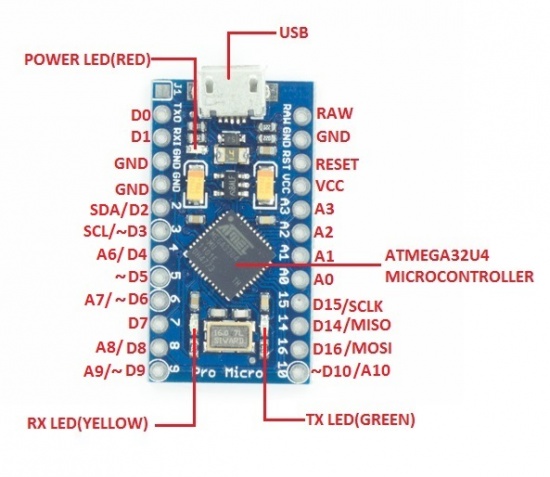 USB
POWER LED(RED)
J1
D0
TXO
RAW
RAW
D1
RXI
GND
GND
GND
GND
RST
RESET
GND
GND
VCC
VCC
SDA/D2
2
A3
A3
SCL/~D3
3
A2
A2
A6/D4
4
A1
A1
ATMEGA32U4
MICROCONTROLLER
~D5
5
A0
A0
A7/~D6
6
15
D15/SCLK
D7
7
14
D14/MISO
A8/D8
8
16
D16/MOSI
A9/~D9
9
Pro Micro
10
~D10/A10
RX LED(YELLOW)
TX LED(GREEN)